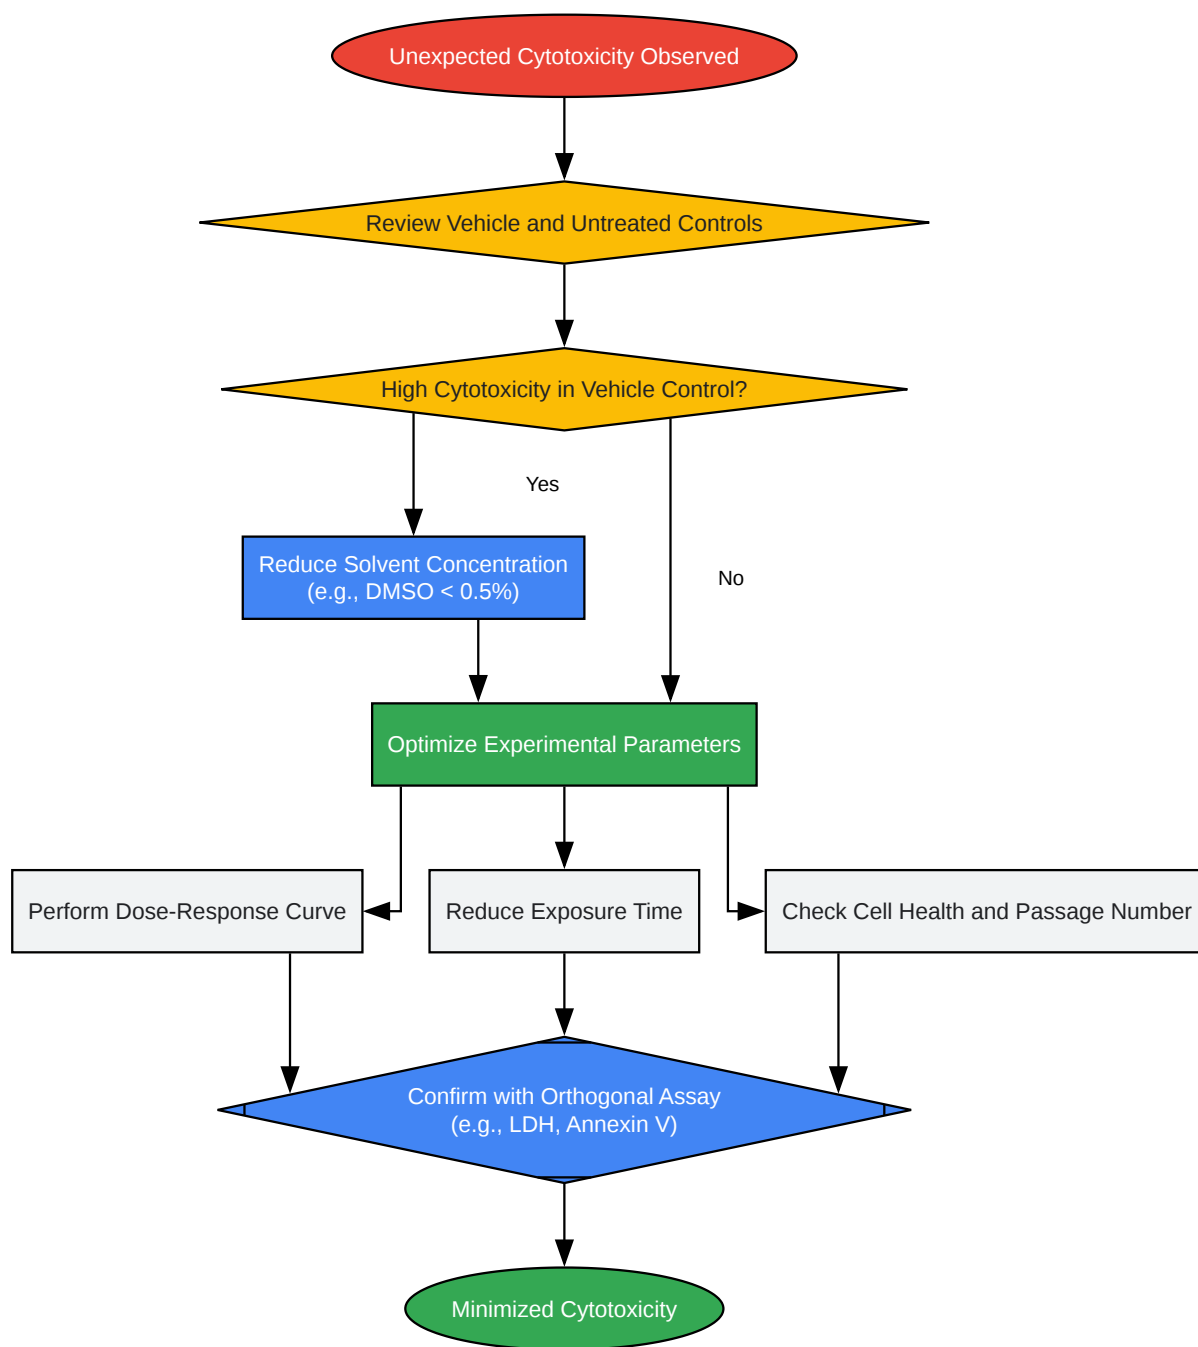 Unexpected Cytotoxicity Observed
Review Vehicle and Untreated Controls
High Cytotoxicity in Vehicle Control?
Yes
Reduce Solvent Concentration
(e.g., DMSO < 0.5%)
No
Optimize Experimental Parameters
Perform Dose-Response Curve
Reduce Exposure Time
Check Cell Health and Passage Number
Confirm with Orthogonal Assay
(e.g., LDH, Annexin V)
Minimized Cytotoxicity